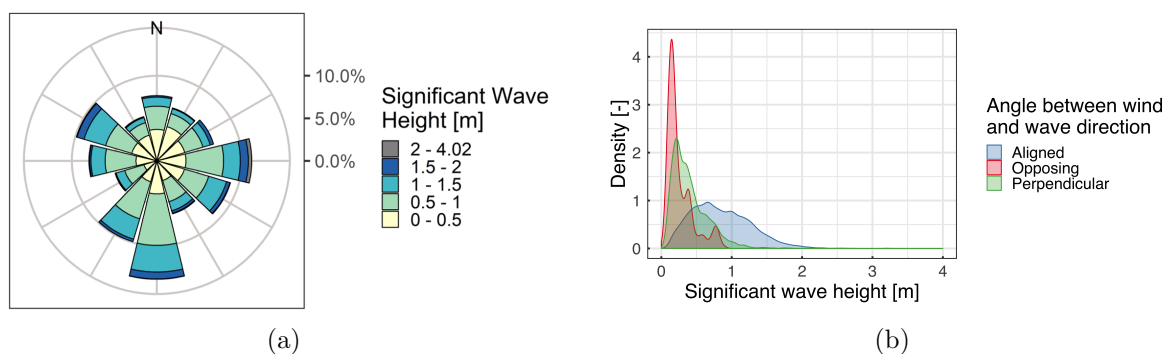 N
10.0%
5.0%
0.0%
Significant Wave
Height [m]
2 - 4.02
1.5 - 2
1 - 1.5
0.5 - 1
0 - 0.5
(a)
Density [-]
4
3
2
1
0
0 1 2 3 4
Significant wave height [m]
Angle between wind
and wave direction
Aligned
Opposing
Perpendicular
(b)